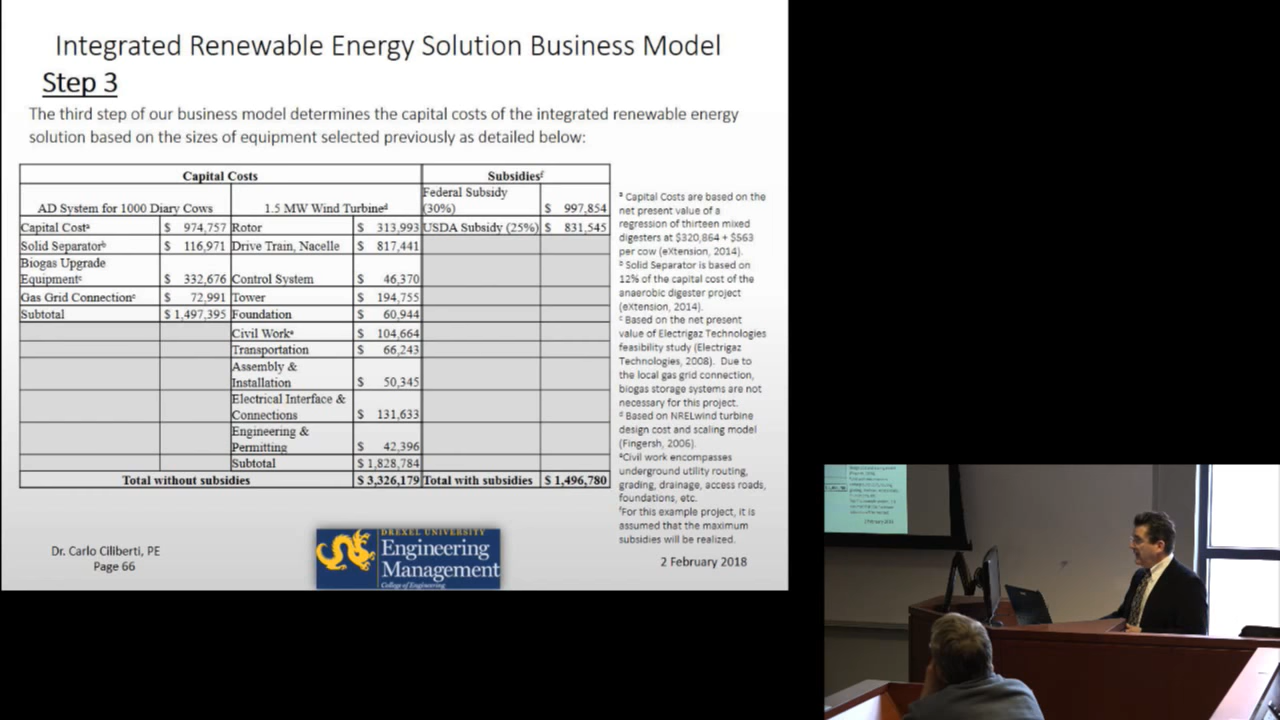 Integrated Renewable Energy Solution Business Model
Step 3
The third step of our business model determines the capital costs of the integrated renewable energy
solution based on the sizes of equipment selected previously as detailed below:
Capital Costs Subsidiesᶠ
AD System for 1000 Diary Cows 1.5 MW Wind Turbineᵈ Federal Subsidy (30%) $ 997,854
Capital Costᵃ $ 974,757 Rotor $ 313,993 USDA Subsidy (25%) $ 831,545
Solid Separatorᵇ $ 116,971 Drive Train, Nacelle $ 817,441
Biogas Upgrade Equipmentᶜ $ 332,676 Control System $ 46,370
Gas Grid Connectionᶜ $ 72,991 Tower $ 194,755
Subtotal $ 1,497,395 Foundation $ 60,944
Civil Workᵉ $ 104,664
Transportation $ 66,243
Assembly & Installation $ 50,345
Electrical Interface & Connections $ 131,633
Engineering & Permitting $ 42,396
Subtotal $ 1,828,784
Total without subsidies $ 3,326,179 Total with subsidies $ 1,496,780
ᵃ Capital Costs are based on the
net present value of a
regression of thirteen mixed
digesters at $320,864 + $563
per cow (eXtension, 2014).
ᵇ Solid Separator is based on
12% of the capital cost of the
anaerobic digester project
(eXtension, 2014).
ᶜ Based on the net present
value of Electrigaz Technologies
feasibility study (Electrigaz
Technologies, 2008). Due to
the local gas grid connection,
biogas storage systems are not
necessary for this project.
ᵈ Based on NRELwind turbine
design cost and scaling model
(Fingersh, 2006).
ᵉCivil work encompasses
underground utility routing,
grading, drainage, access roads,
foundations, etc.
ᶠFor this example project, it is
assumed that the maximum
subsidies will be realized.
Dr. Carlo Ciliberti, PE
Page 66
DREXEL UNIVERSITY
Engineering
Management
College of Engineering
2 February 2018